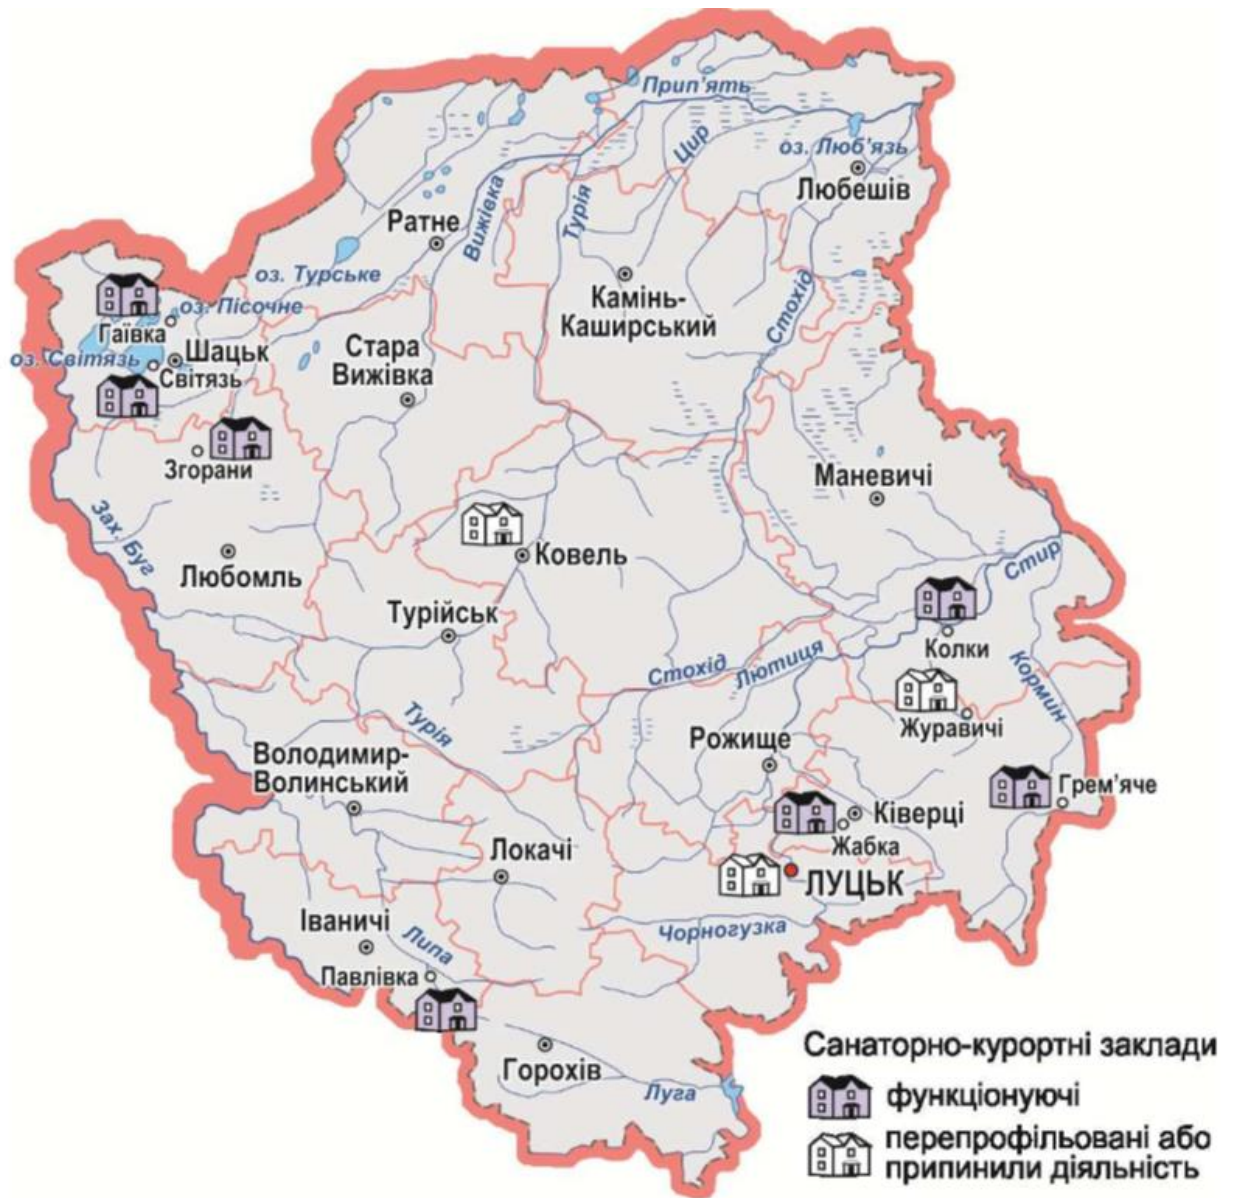 Прип'ять
Цир
оз. Люб'язь
Любешів
Вижівка
Турія
Ратне
оз. Турське
Камінь-
Каширський
Стохід
оз. Пісочне
Гаївка
оз. Світязь
Шацьк
Світязь
Стара
Вижівка
Згорани
Маневичі
Зах. Буг
Ковель
Любомль
Стир
Турійськ
Колки
Стохід
Лютиця
Кормин
Журавичі
Турія
Рожище
Володимир-
Волинський
Грем'яче
Ківерці
Жабка
Локачі
ЛУЦЬК
Іваничі
Липа
Чорногузка
Павлівка
Горохів
Луга
Санаторно-курортні заклади
функціонуючі
перепрофільовані або
припинили діяльність